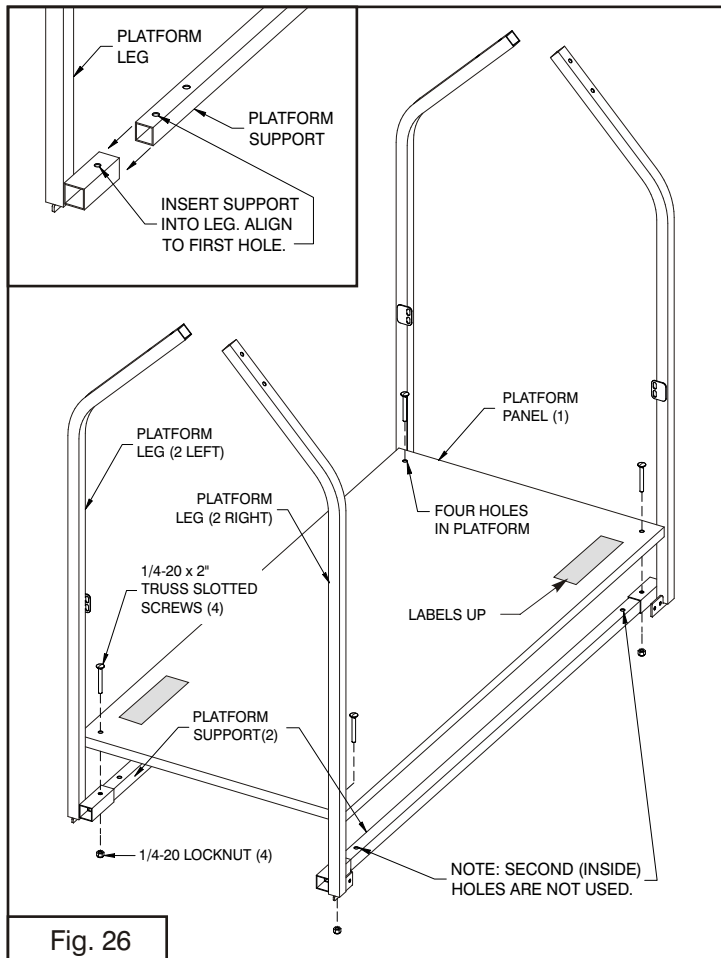 PLATFORM
LEG
PLATFORM
SUPPORT
INSERT SUPPORT
INTO LEG. ALIGN
TO FIRST HOLE.
PLATFORM
PANEL (1)
PLATFORM
LEG (2 LEFT)
PLATFORM
LEG (2 RIGHT)
FOUR HOLES
IN PLATFORM
1/4-20 x 2"
TRUSS SLOTTED
SCREWS (4)
LABELS UP
PLATFORM
SUPPORT(2)
1/4-20 LOCKNUT (4)
NOTE: SECOND (INSIDE)
HOLES ARE NOT USED.
Fig. 26